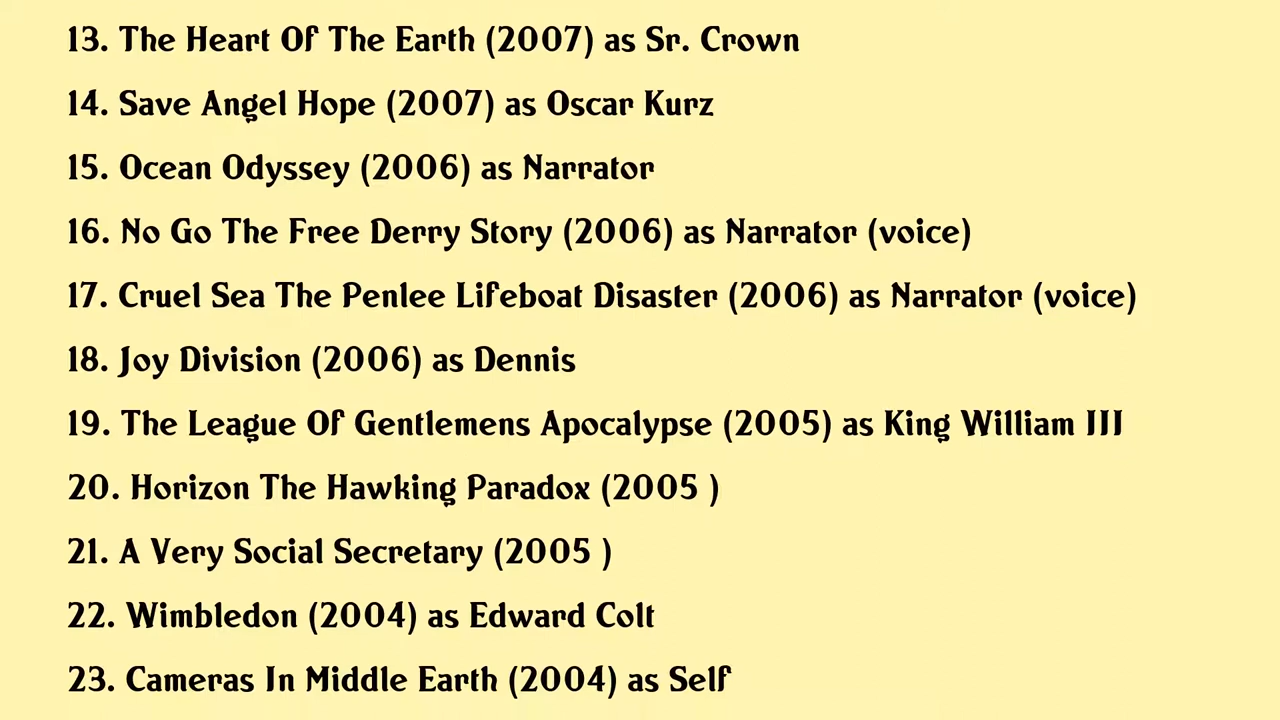 13. The Heart Of The Earth (2007) as Sr. Crown
14. Save Angel Hope (2007) as Oscar Kurz
15. Ocean Odyssey (2006) as Narrator
16. No Go The Free Derry Story (2006) as Narrator (voice)
17. Cruel Sea The Penlee Lifeboat Disaster (2006) as Narrator (voice)
18. Joy Division (2006) as Dennis
19. The League Of Gentlemens Apocalypse (2005) as King William III
20. Horizon The Hawking Paradox (2005 )
21. A Very Social Secretary (2005 )
22. Wimbledon (2004) as Edward Colt
23. Cameras In Middle Earth (2004) as Self